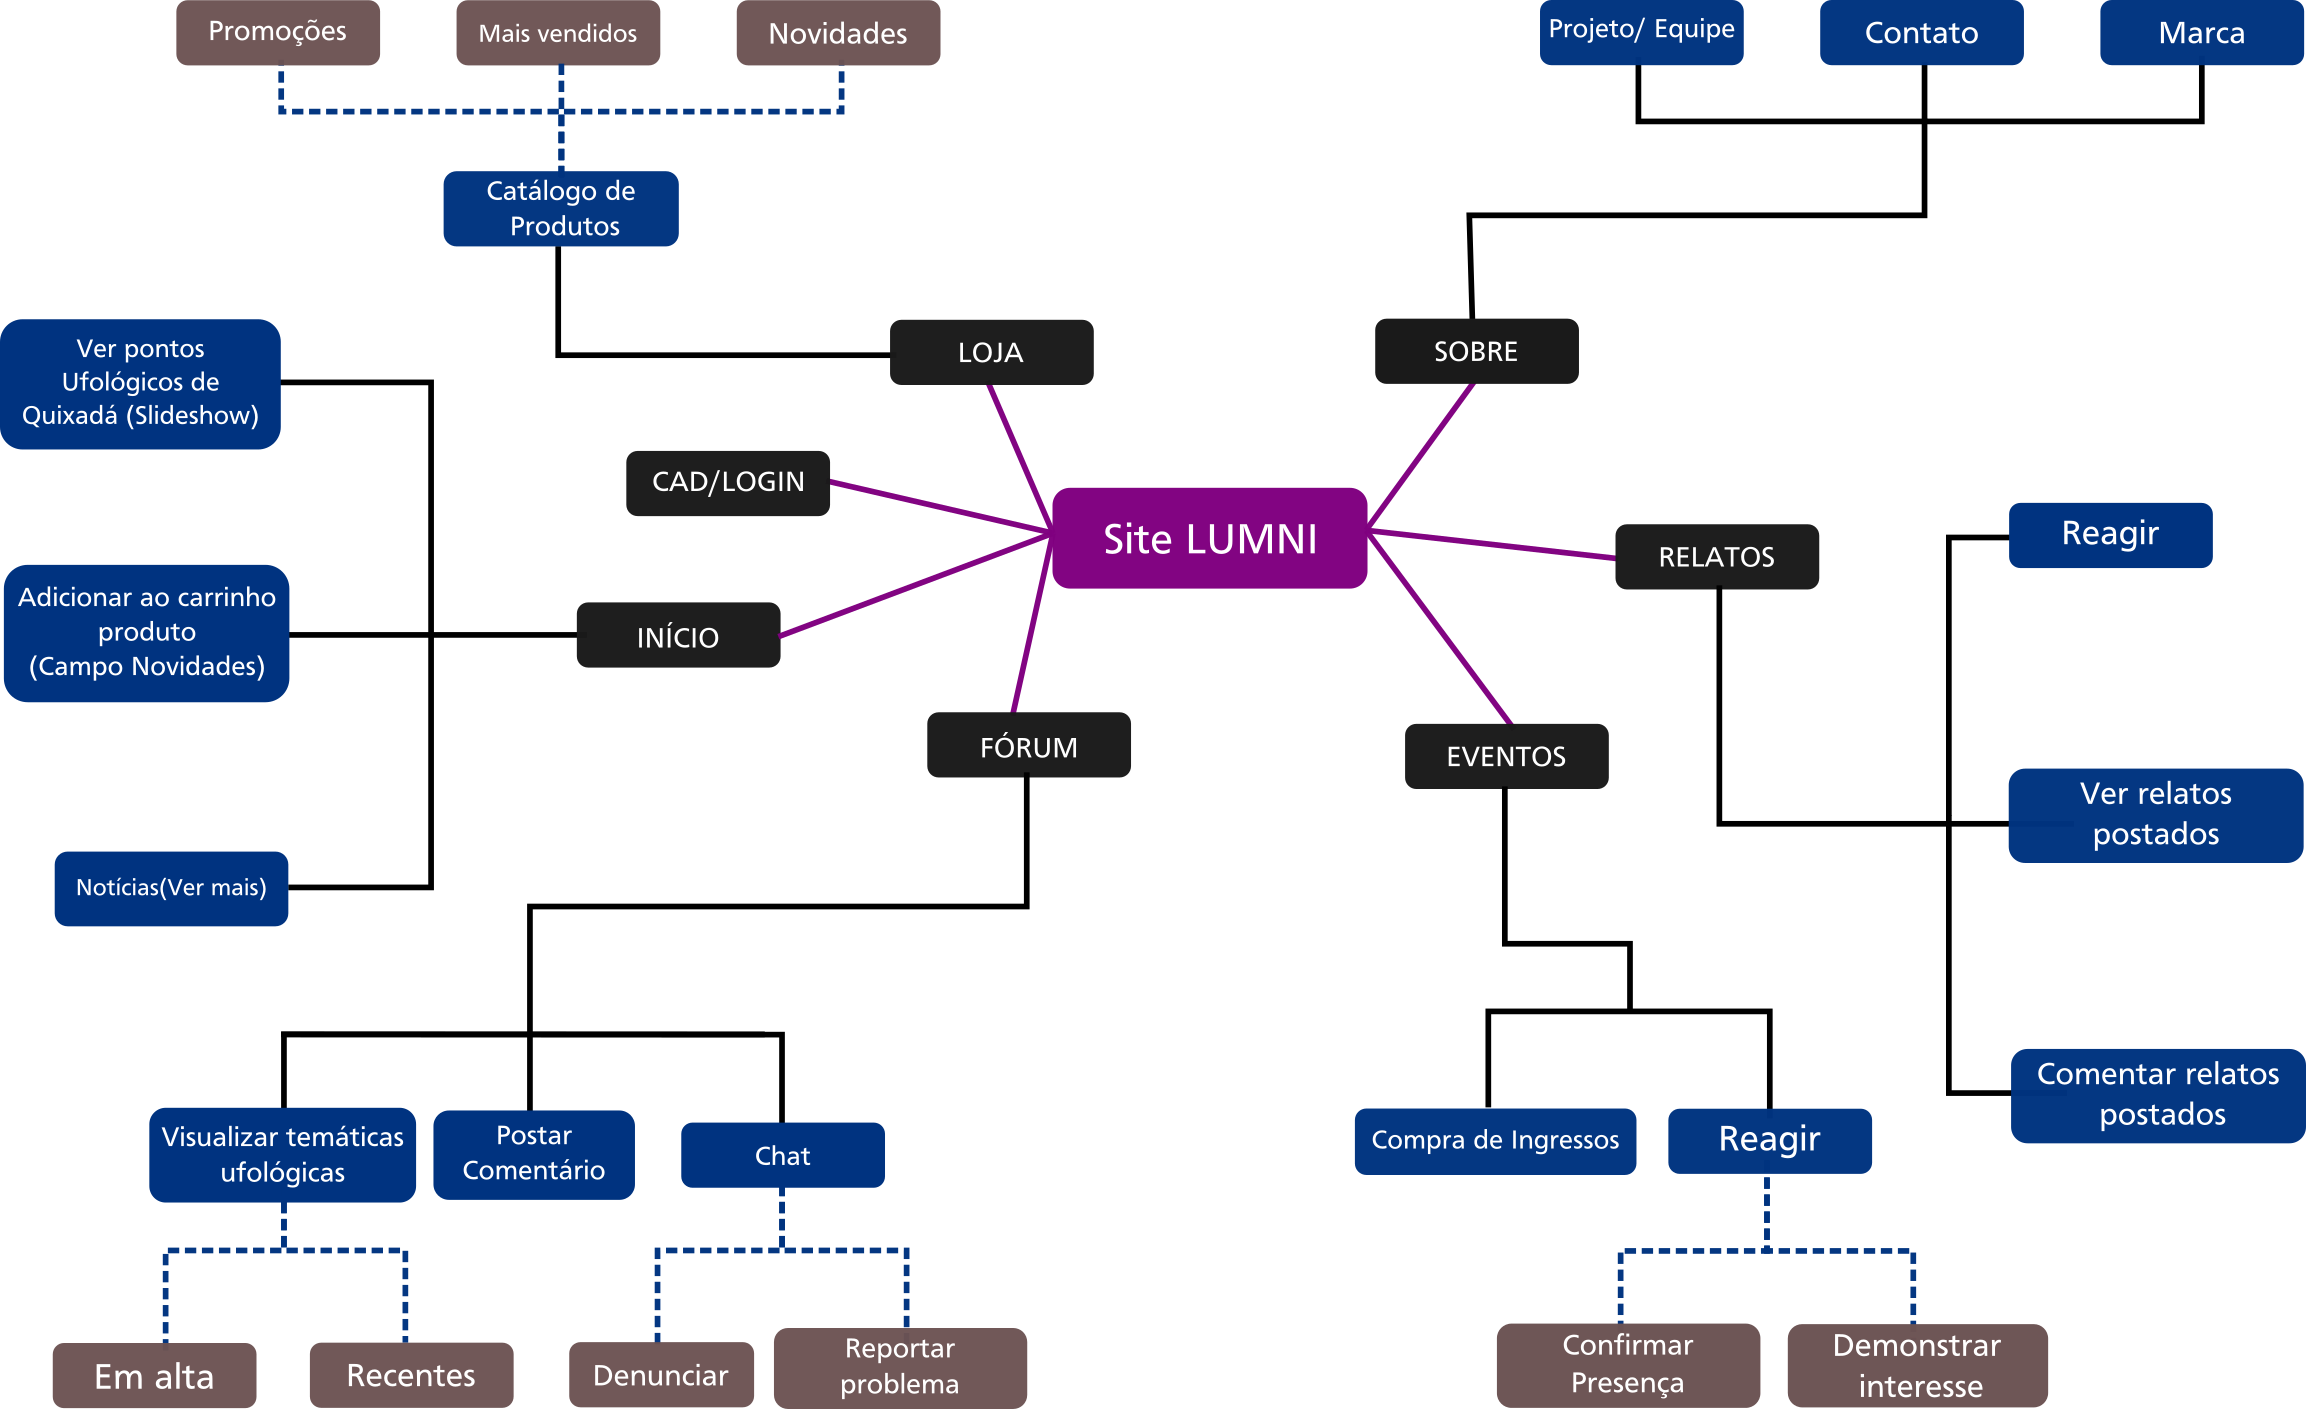 Promoções
Mais vendidos
Novidades
Projeto/ Equipe
Contato
Marca
Catálogo de
Produtos
LOJA
SOBRE
Ver pontos
Ufológicos de
Quixadá (Slideshow)
CAD/LOGIN
Site LUMNI
Reagir
RELATOS
Adicionar ao carrinho
produto
(Campo Novidades)
INÍCIO
FÓRUM
EVENTOS
Ver relatos
postados
Notícias(Ver mais)
Comentar relatos
postados
Visualizar temáticas
ufológicas
Postar
Comentário
Chat
Compra de Ingressos
Reagir
Em alta
Recentes
Denunciar
Reportar
problema
Confirmar
Presença
Demonstrar
interesse